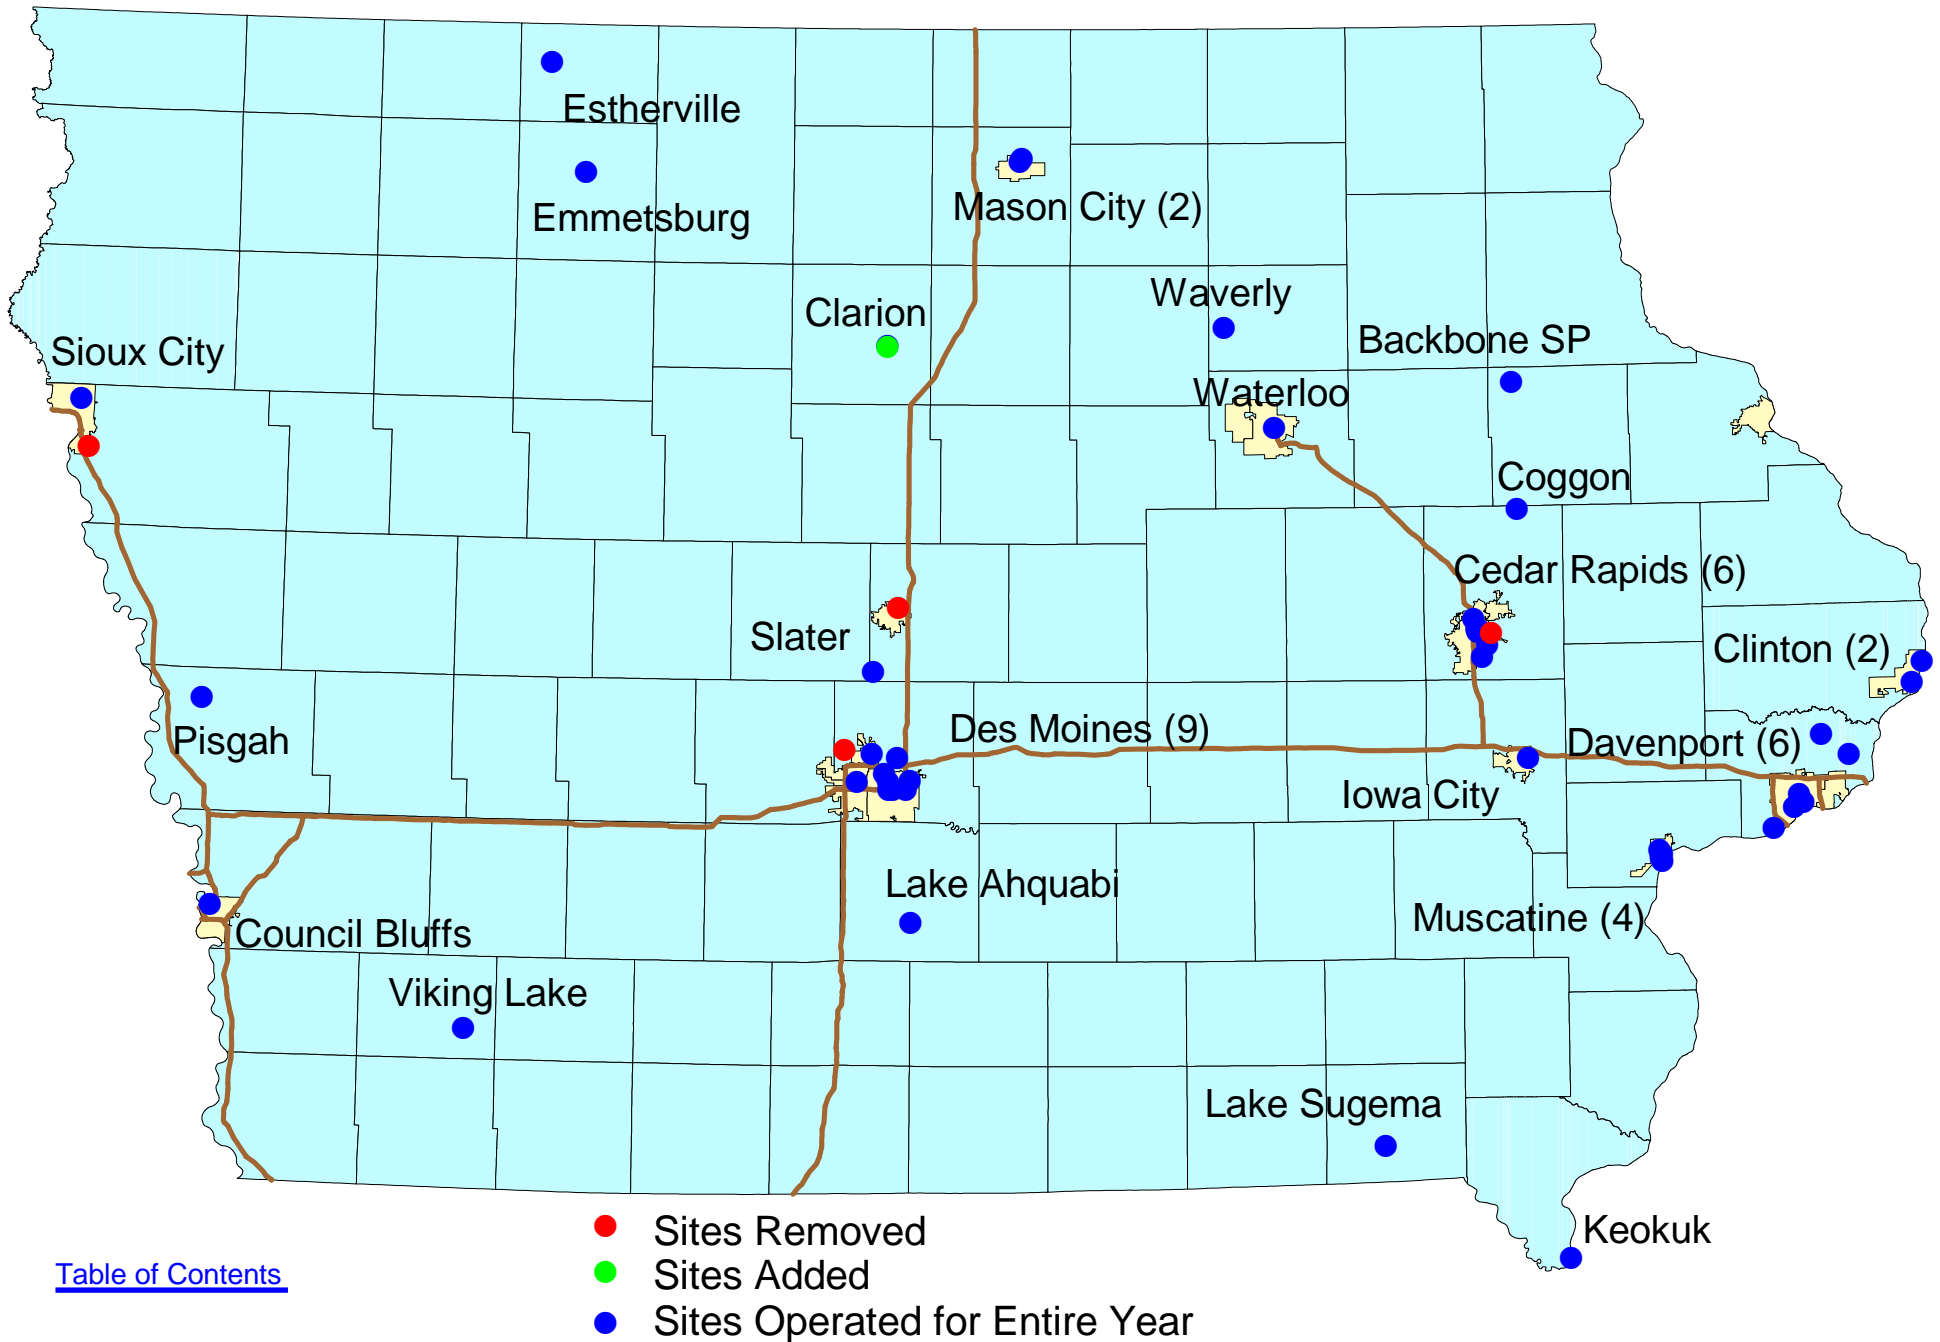 Estherville
Emmetsburg
Mason City (2)
Clarion
Waverly
Backbone SP
Sioux City
Waterloo
Coggon
Cedar Rapids (6)
Slater
Clinton (2)
Pisgah
Des Moines (9)
Davenport (6)
Iowa City
Lake Ahquabi
Muscatine (4)
Council Bluffs
Viking Lake
Lake Sugema
Keokuk
Sites Removed
Sites Added
Sites Operated for Entire Year
Table of Contents